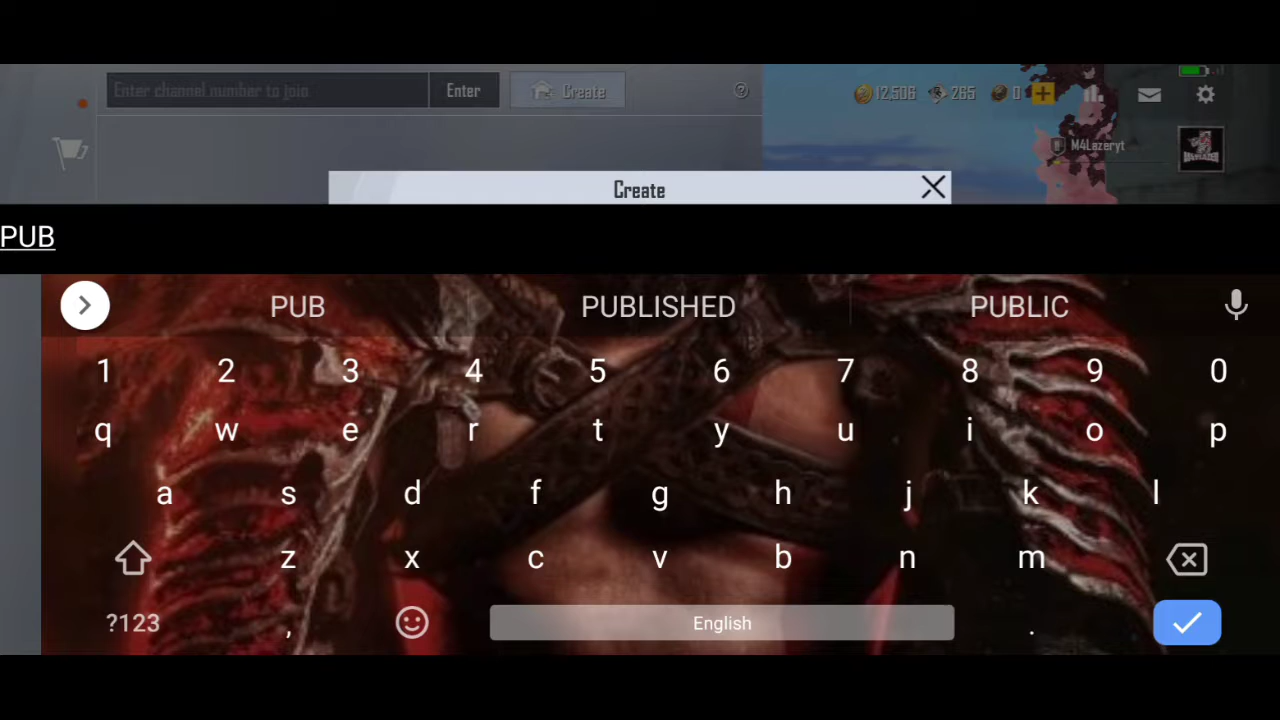 Enter channel number to join
Enter
Create
12,506
265
0
M4Lazeryt
Create
PUB
PUB
PUBLISHED
PUBLIC
1 2 3 4 5 6 7 8 9 0
q w e r t y u i o p
a s d f g h j k l
z x c v b n m
?123 , English .